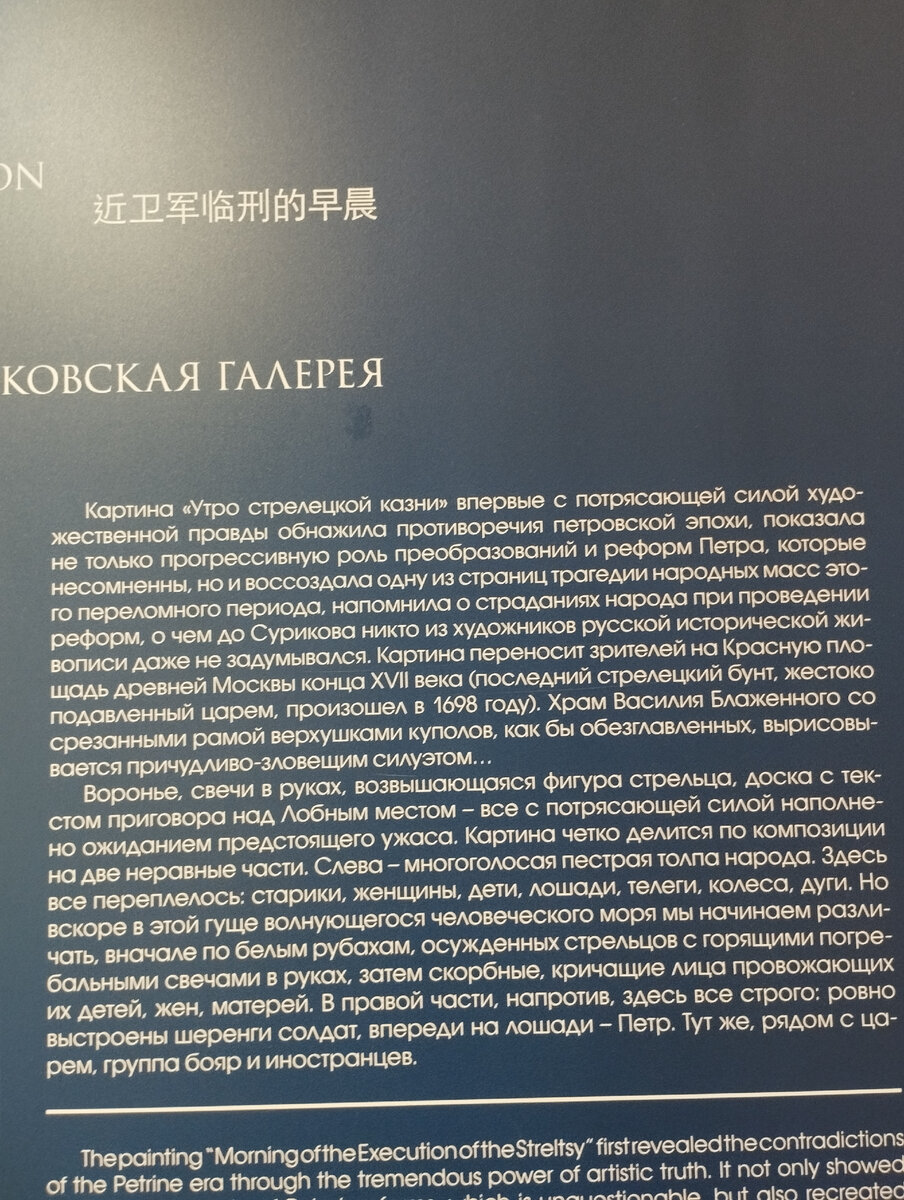 ON
近卫军临刑的早晨
КОВСКАЯ ГАЛЕРЕЯ
Картина «Утро стрелецкой казни» впервые с потрясающей силой худо-
жественной правды обнажила противоречия петровской эпохи, показала
не только прогрессивную роль преобразований и реформ Петра, которые
несомненны, но и воссоздала одну из страниц трагедии народных масс это-
го переломного периода, напомнила о страданиях народа при проведении
реформ, о чем до Сурикова никто из художников русской исторической жи-
вописи даже не задумывался. Картина переносит зрителей на Красную пло-
щадь древней Москвы конца XVII века (последний стрелецкий бунт, жестоко
подавленный царем, произошел в 1698 году). Храм Василия Блаженного со
срезанными рамой верхушками куполов, как бы обезглавленных, вырисовы-
вается причудливо-зловещим силуэтом...
Воронье, свечи в руках, возвышающаяся фигура стрельца, доска с тек-
стом приговора над Лобным местом – все с потрясающей силой наполне-
но ожиданием предстоящего ужаса. Картина четко делится по композиции
на две неравные части. Слева – многоголосая пестрая толпа народа. Здесь
все переплелось: старики, женщины, дети, лошади, телеги, колеса, дуги. Но
вскоре в этой гуще волнующегося человеческого моря мы начинаем разли-
чать, вначале по белым рубахам, осужденных стрельцов с горящими погре-
бальными свечами в руках, затем скорбные, кричащие лица провожающих
их детей, жен, матерей. В правой части, напротив, здесь все строго: ровно
выстроены шеренги солдат, впереди на лошади – Петр. Тут же, рядом с ца-
рем, группа бояр и иностранцев.
The painting "Morning of the Execution of the Streltsy" first revealed the contradictions
of the Petrine era through the tremendous power of artistic truth. It not only showed
which is unquestionable, but also recreated